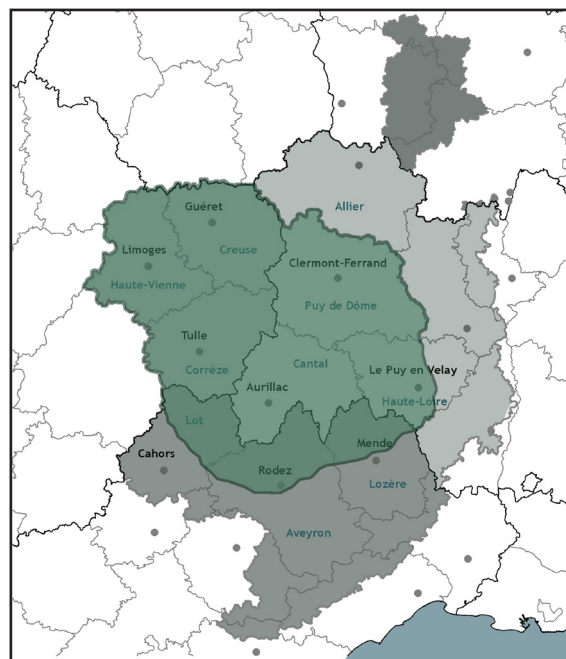 Allier
Guéret
Creuse
Limoges
Clermont-Ferrand
Haute-Vienne
Puy de Dôme
Tulle
Cantal
Corrèze
Le Puy en Velay
Aurillac
Haute-Loire
Lot
Mende
Cahors
Rodez
Lozère
Aveyron